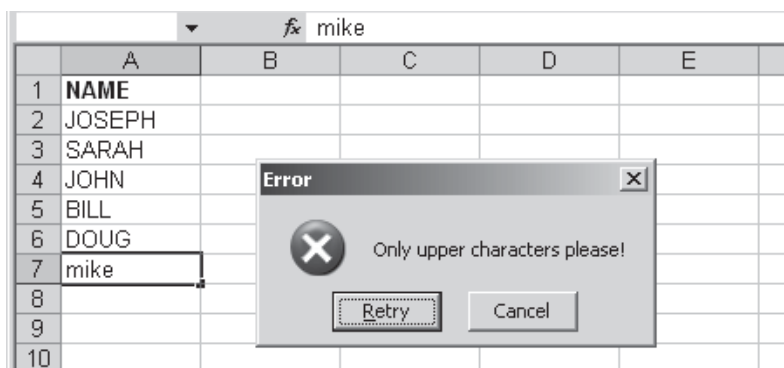 fx mike
A B C D E
1 NAME
2 JOSEPH
3 SARAH
4 JOHN
5 BILL
6 DOUG
7 mike
8
9
10
Error
Only upper characters please!
Retry Cancel